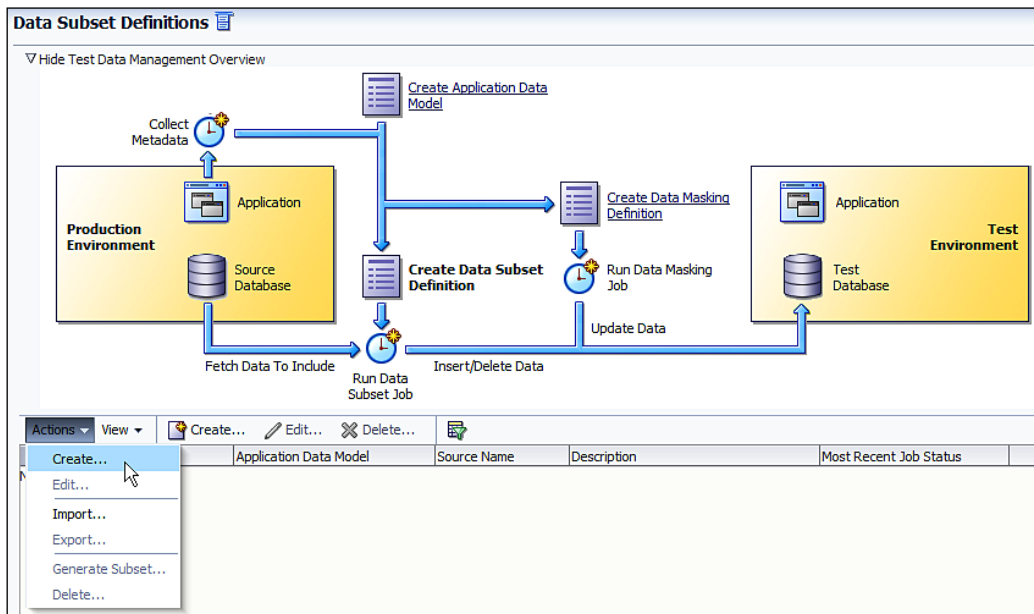 Data Subset Definitions
Hide Test Data Management Overview
Create Application Data
Model
Collect
Metadata
Production
Environment
Application
Source
Database
Create Data Subset
Definition
Create Data Masking
Definition
Run Data Masking
Job
Application
Test
Environment
Test
Database
Update Data
Fetch Data To Include
Run Data
Subset Job
Insert/Delete Data
Actions View Create... Edit... Delete...
Application Data Model Source Name Description Most Recent Job Status
Create...
Edit...
Import...
Export...
Generate Subset...
Delete...